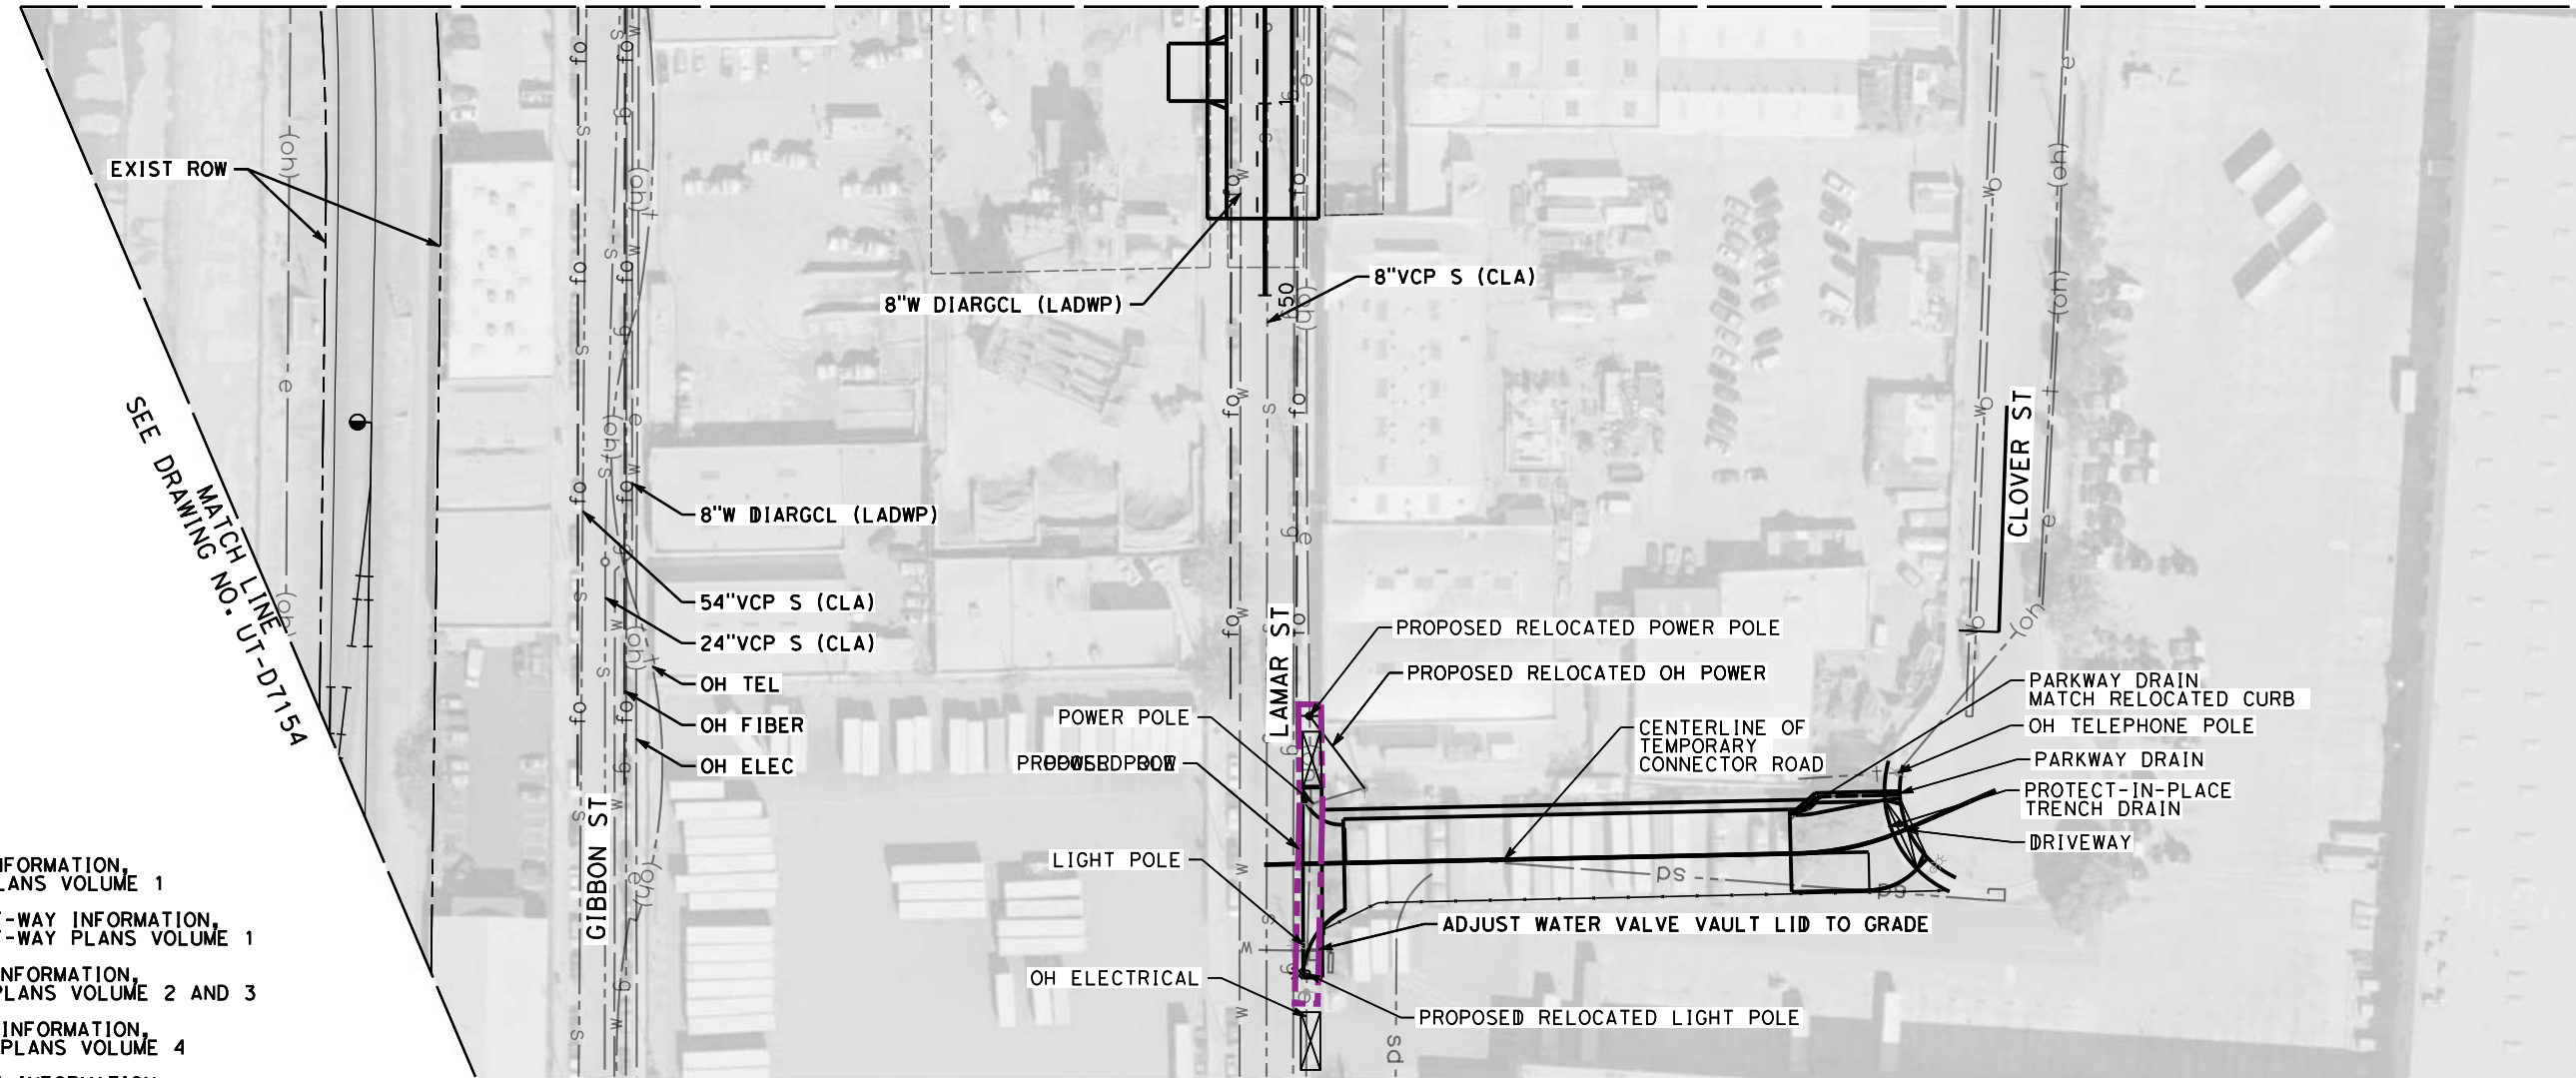 EXIST ROW
8"W DIARGCL (LADWP)
8"VCP S (CLA)
150
SEE DRAWING NO. UT-D7154
MATCH LINE
8"W DIARGCL (LADWP)
54"VCP S (CLA)
24"VCP S (CLA)
OH TEL
OH FIBER
OH ELEC
GIBBON ST
LAMAR ST
CLOVER ST
PROPOSED RELOCATED POWER POLE
PROPOSED RELOCATED OH POWER
POWER POLE
CENTERLINE OF
TEMPORARY
CONNECTOR ROAD
PARKWAY DRAIN
MATCH RELOCATED CURB
OH TELEPHONE POLE
PARKWAY DRAIN
PROTECT-IN-PLACE
TRENCH DRAIN
DRIVEWAY
LIGHT POLE
ADJUST WATER VALVE VAULT LID TO GRADE
OH ELECTRICAL
PROPOSED RELOCATED LIGHT POLE
NFORMATION,
LANS VOLUME 1
-WAY INFORMATION,
-WAY PLANS VOLUME 1
NFORMATION,
PLANS VOLUME 2 AND 3
INFORMATION,
PLANS VOLUME 4